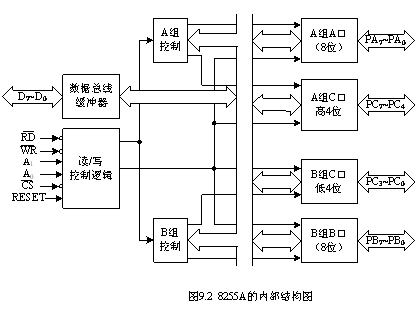 A组
控制
A组A口
(8位)
PA₇~PA₀
D₇~D₀
数据总线
缓冲器
A组C口
高4位
PC₇~PC₄
RD
WR
A₁
A₀
CS
RESET
读/写
控制逻辑
B组C口
低4位
PC₃~PC₀
B组
控制
B组B口
(8位)
PB₇~PB₀
图9.2 8255A的内部结构图